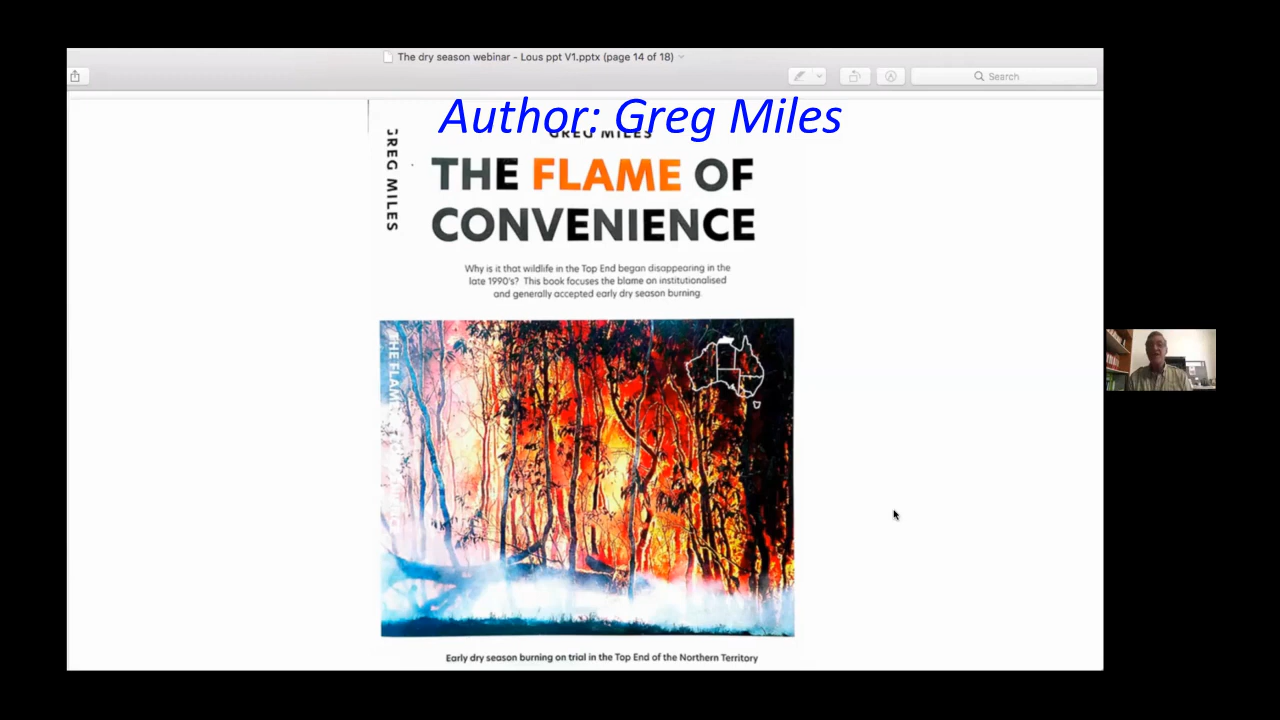 The dry season webinar - Lous ppt V1.pptx (page 14 of 18)
Search
Author: Greg Miles
GREG MILES
GREG MILES
THE FLAME OF
CONVENIENCE
Why is it that wildlife in the Top End began disappearing in the
late 1990's? This book focuses the blame on institutionalised
and generally accepted early dry season burning.
THE FLAME
Early dry season burning on trial in the Top End of the Northern Territory